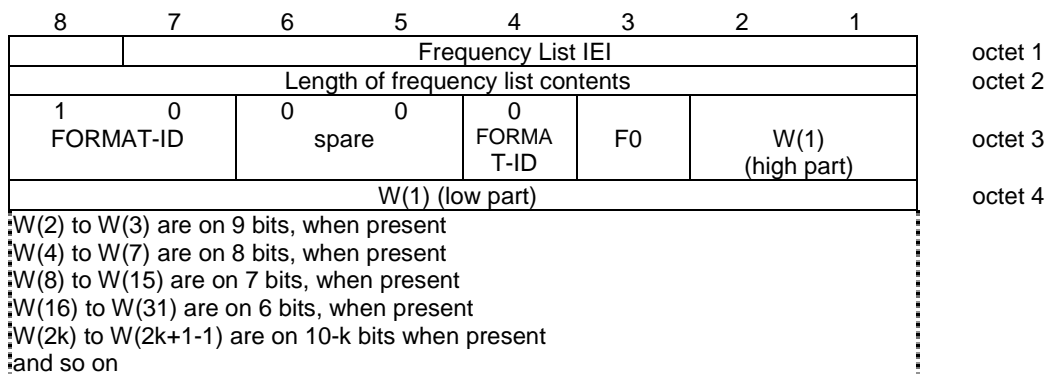 8 7 6 5 4 3 2 1
Frequency List IEI octet 1
Length of frequency list contents octet 2
1 0 0 0 0
FORMAT-ID spare FORMA F0 W(1) octet 3
T-ID (high part)
W(1) (low part) octet 4
W(2) to W(3) are on 9 bits, when present
W(4) to W(7) are on 8 bits, when present
W(8) to W(15) are on 7 bits, when present
W(16) to W(31) are on 6 bits, when present
W(2k) to W(2k+1-1) are on 10-k bits when present
and so on